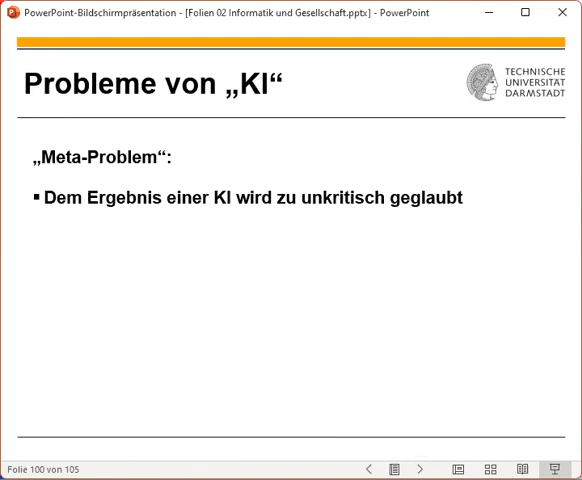 PowerPoint-Bildschirmpräsentation - [Folien 02 Informatik und Gesellschaft.pptx] - PowerPoint
Probleme von „KI“
TECHNISCHE
UNIVERSITÄT
DARMSTADT
„Meta-Problem“:
▪ Dem Ergebnis einer KI wird zu unkritisch geglaubt
Folie 100 von 105